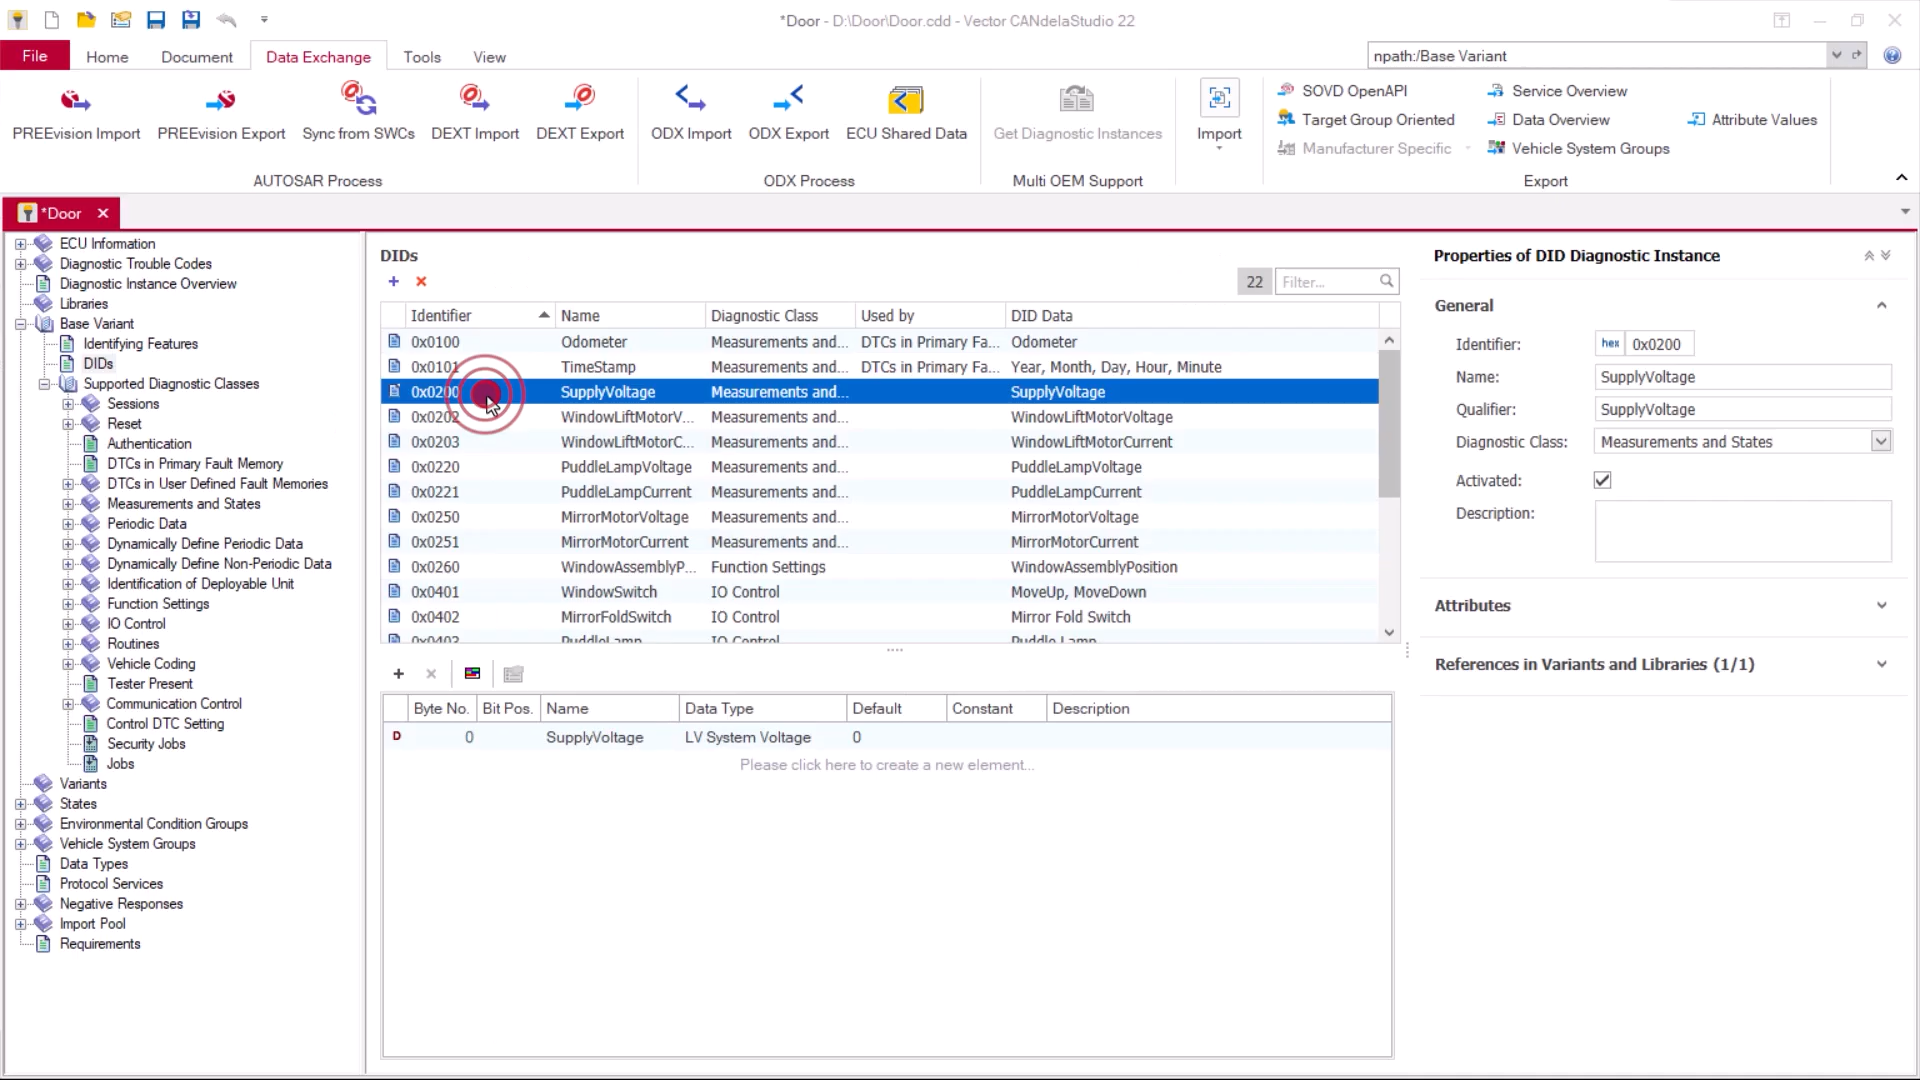 *Door - D:\Door\Door.cdd - Vector CANdelaStudio 22
File Home Document Data Exchange Tools View
npath:/Base Variant
PREEvision Import
PREEvision Export
Sync from SWCs
DEXT Import
DEXT Export
AUTOSAR Process
ODX Import
ODX Export
ECU Shared Data
ODX Process
Get Diagnostic Instances
Multi OEM Support
Import
SOVD OpenAPI
Target Group Oriented
Manufacturer Specific
Service Overview
Data Overview
Vehicle System Groups
Attribute Values
Export
*Door
ECU Information
Diagnostic Trouble Codes
Diagnostic Instance Overview
Libraries
Base Variant
Identifying Features
DIDs
Supported Diagnostic Classes
Sessions
Reset
Authentication
DTCs in Primary Fault Memory
DTCs in User Defined Fault Memories
Measurements and States
Periodic Data
Dynamically Define Periodic Data
Dynamically Define Non-Periodic Data
Identification of Deployable Unit
Function Settings
IO Control
Routines
Vehicle Coding
Tester Present
Communication Control
Control DTC Setting
Security Jobs
Jobs
Variants
States
Environmental Condition Groups
Vehicle System Groups
Data Types
Protocol Services
Negative Responses
Import Pool
Requirements
DIDs
22 Filter...
Identifier Name Diagnostic Class Used by DID Data
0x0100 Odometer Measurements and... DTCs in Primary Fa... Odometer
0x0101 TimeStamp Measurements and... DTCs in Primary Fa... Year, Month, Day, Hour, Minute
0x0200 SupplyVoltage Measurements and... SupplyVoltage
0x0202 WindowLiftMotorV... Measurements and... WindowLiftMotorVoltage
0x0203 WindowLiftMotorC... Measurements and... WindowLiftMotorCurrent
0x0220 PuddleLampVoltage Measurements and... PuddleLampVoltage
0x0221 PuddleLampCurrent Measurements and... PuddleLampCurrent
0x0250 MirrorMotorVoltage Measurements and... MirrorMotorVoltage
0x0251 MirrorMotorCurrent Measurements and... MirrorMotorCurrent
0x0260 WindowAssemblyP... Function Settings WindowAssemblyPosition
0x0401 WindowSwitch IO Control MoveUp, MoveDown
0x0402 MirrorFoldSwitch IO Control Mirror Fold Switch
0x0403 PuddleLamp IO Control Puddle Lamp
Byte No. Bit Pos. Name Data Type Default Constant Description
D 0 SupplyVoltage LV System Voltage 0
Please click here to create a new element...
Properties of DID Diagnostic Instance
General
Identifier: hex 0x0200
Name: SupplyVoltage
Qualifier: SupplyVoltage
Diagnostic Class: Measurements and States
Activated:
Description:
Attributes
References in Variants and Libraries (1/1)